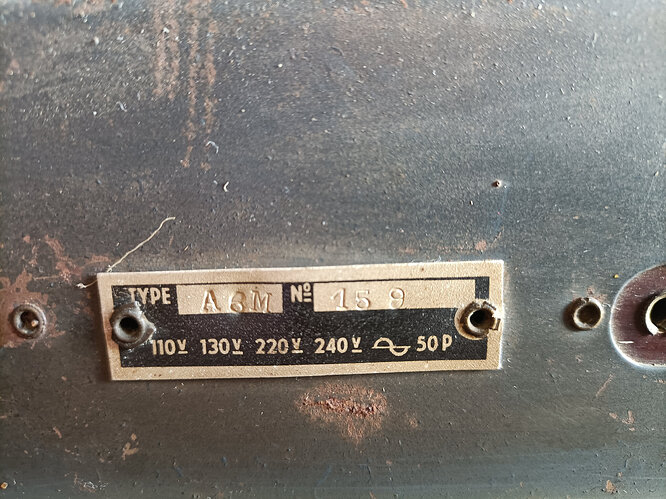 TYPE A6M Nº 159
110V 130V 220V 240V ∿ 50P